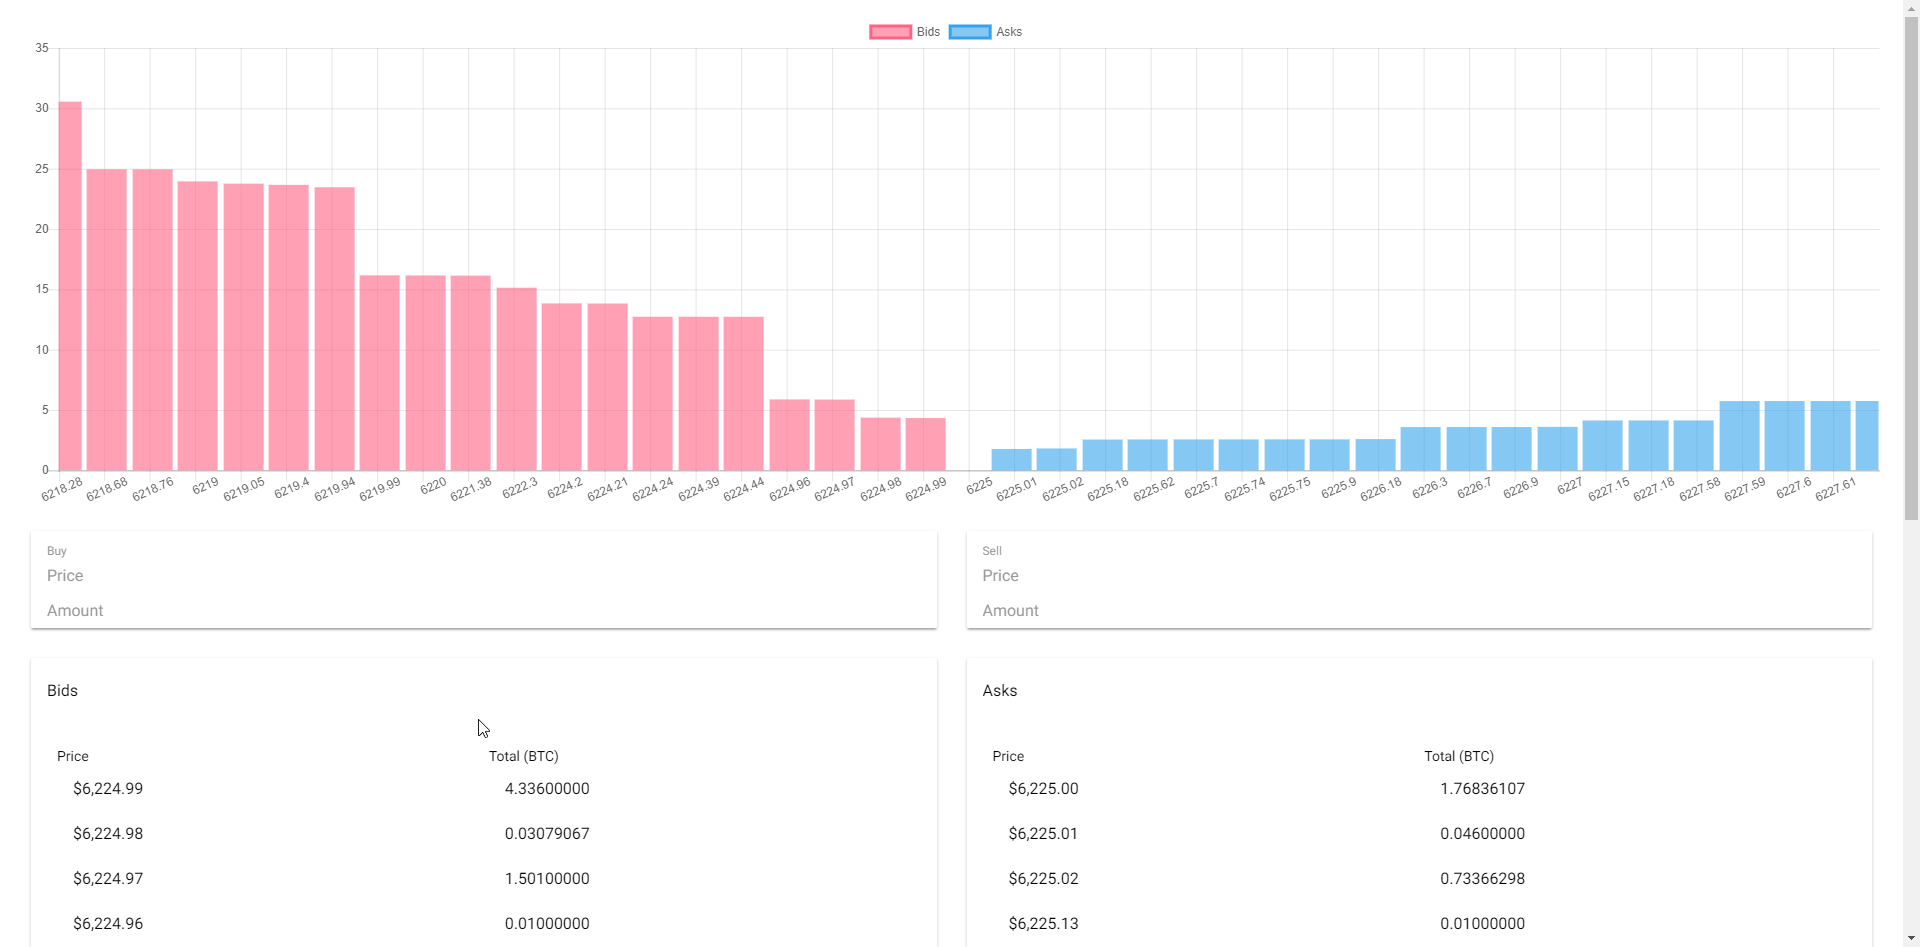 Bids Asks
35
30
25
20
15
10
5
0
6218.28 6218.68 6218.76 6219 6219.05 6219.4 6219.94 6219.99 6220 6221.38 6222.3 6224.2 6224.21 6224.24 6224.39 6224.44 6224.96 6224.97 6224.98 6224.99 6225 6225.01 6225.02 6225.18 6225.62 6225.7 6225.74 6225.75 6225.9 6226.18 6226.3 6226.7 6226.9 6227 6227.15 6227.18 6227.58 6227.59 6227.6 6227.61
Buy
Price
Amount
Sell
Price
Amount
Bids
Price Total (BTC)
$6,224.99 4.33600000
$6,224.98 0.03079067
$6,224.97 1.50100000
$6,224.96 0.01000000
Asks
Price Total (BTC)
$6,225.00 1.76836107
$6,225.01 0.04600000
$6,225.02 0.73366298
$6,225.13 0.01000000